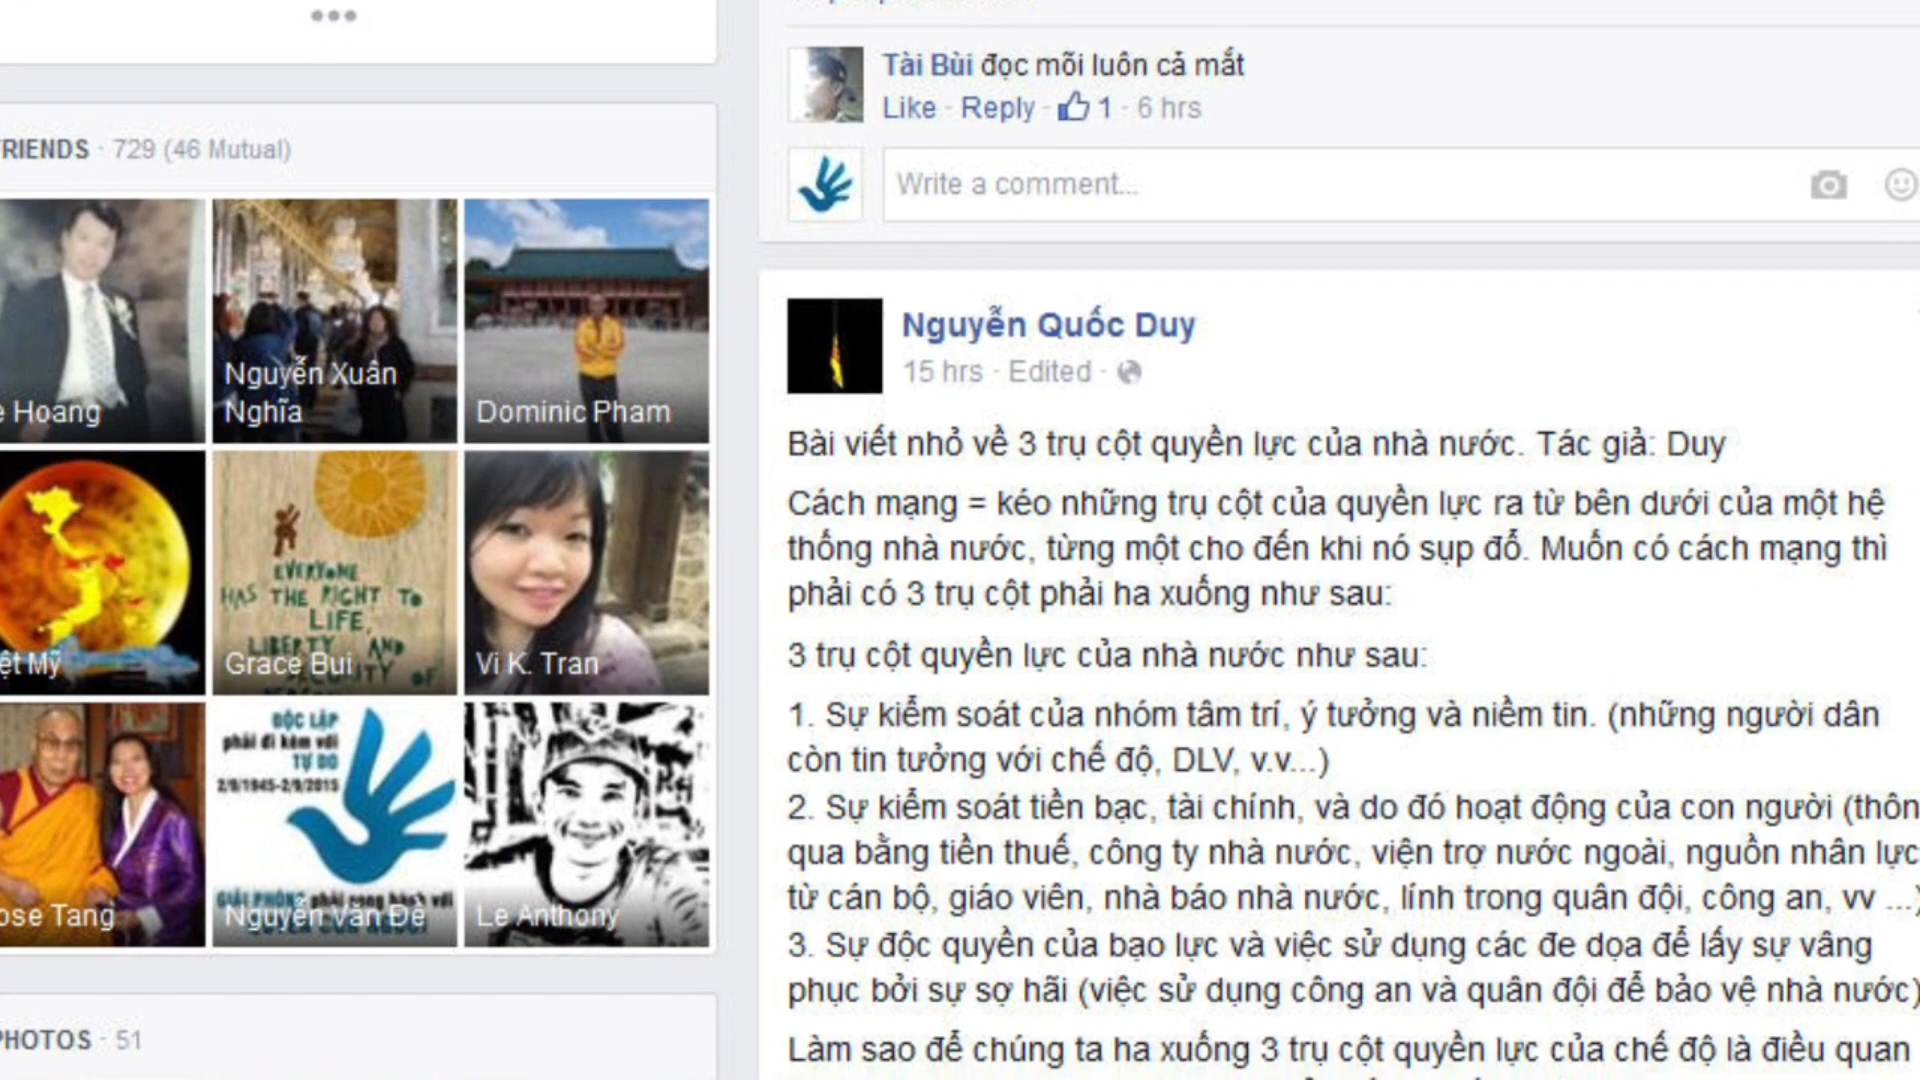 Tài Bùi đọc mỗi luôn cả mắt
Like · Reply · 1 · 6 hrs
Write a comment...
RIENDS · 729 (46 Mutual)
e Hoang
Nguyễn Xuân
Nghĩa
Dominic Pham
ệt Mỹ
EVERYONE
HAS THE RIGHT TO
LIFE,
LIBERTY AND
OF
Grace Bui
Vi K. Tran
ose Tang
ĐỘC LẬP
phải đi kèm với
TỰ DO
2/9/1945-2/9/2015
GIẢI PHÓNG phải song hành với
Nguyễn Văn Đề
Le Anthony
PHOTOS · 51
Nguyễn Quốc Duy
15 hrs · Edited ·
Bài viết nhỏ về 3 trụ cột quyền lực của nhà nước. Tác giả: Duy
Cách mạng = kéo những trụ cột của quyền lực ra từ bên dưới của một hệ
thống nhà nước, từng một cho đến khi nó sụp đổ. Muốn có cách mạng thì
phải có 3 trụ cột phải hạ xuống như sau:
3 trụ cột quyền lực của nhà nước như sau:
1. Sự kiểm soát của nhóm tâm trí, ý tưởng và niềm tin. (những người dân
còn tin tưởng với chế độ, DLV, v.v...)
2. Sự kiểm soát tiền bạc, tài chính, và do đó hoạt động của con người (thôn
qua bằng tiền thuế, công ty nhà nước, viện trợ nước ngoài, nguồn nhân lực
từ cán bộ, giáo viên, nhà báo nhà nước, lính trong quân đội, công an, vv ...)
3. Sự độc quyền của bạo lực và việc sử dụng các đe dọa để lấy sự vâng
phục bởi sự sợ hãi (việc sử dụng công an và quân đội để bảo vệ nhà nước)
Làm sao để chúng ta hạ xuống 3 trụ cột quyền lực của chế độ là điều quan